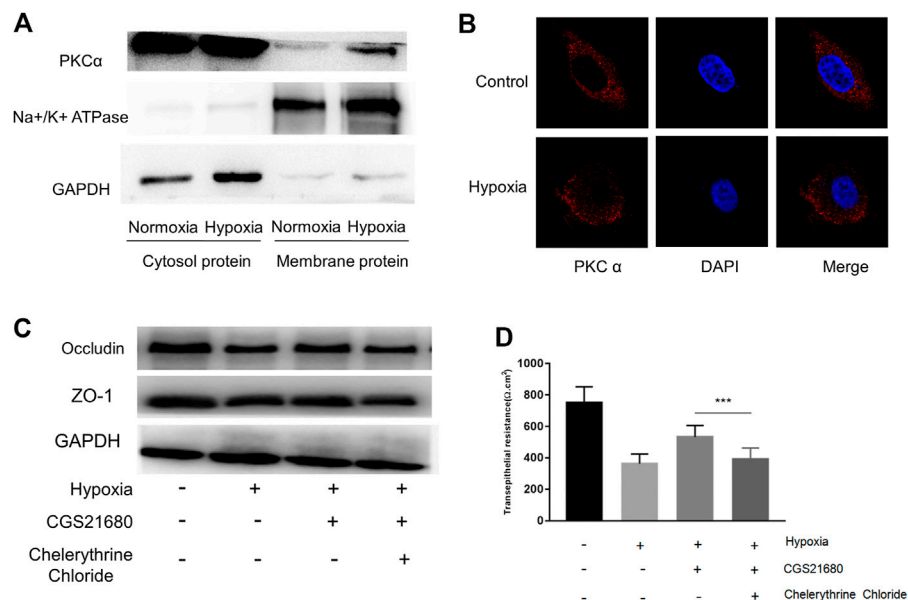 A
PKCα
Na+/K+ ATPase
GAPDH
Normoxia Hypoxia Normoxia Hypoxia
Cytosol protein Membrane protein
B
Control
Hypoxia
PKC α DAPI Merge
C
Occludin
ZO-1
GAPDH
Hypoxia - + + +
CGS21680 - - + +
Chelerythrine
Chloride - - - +
D
Transepithelial resistance(Ω.cm²)
1000
800
600
400
200
0
***
- + + + Hypoxia
- - + + CGS21680
- - - + Chelerythrine Chloride